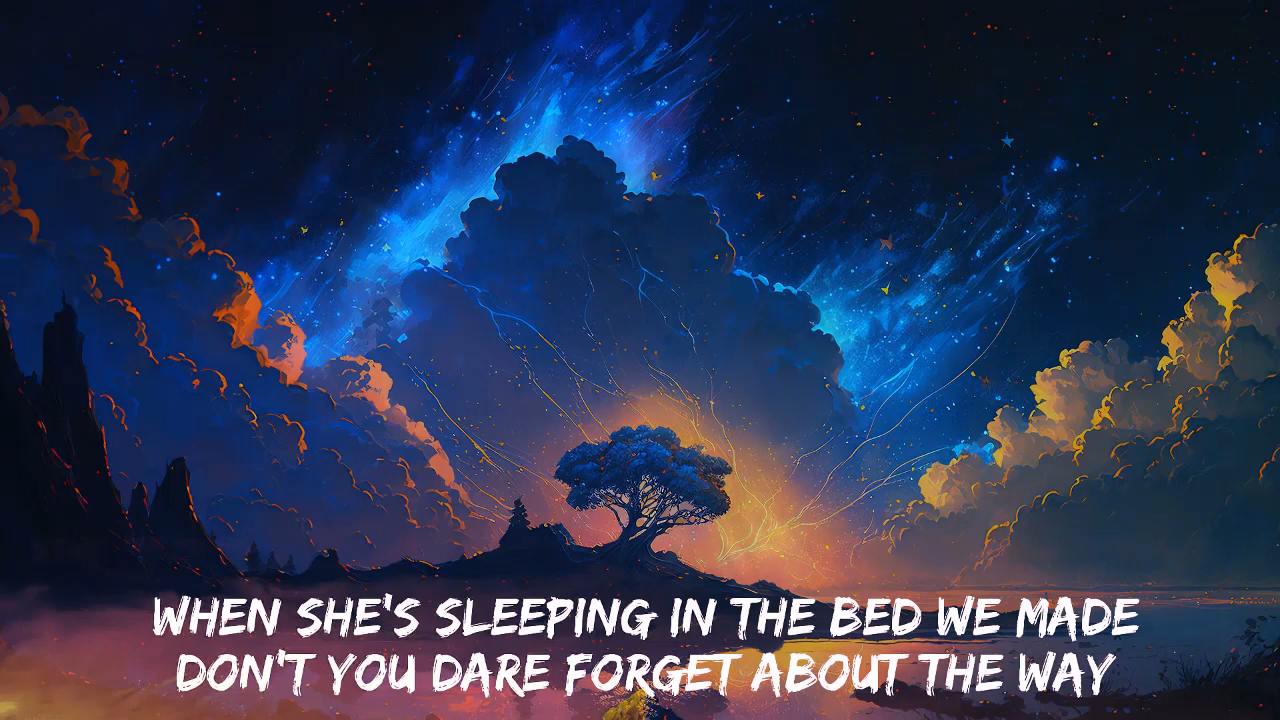 WHEN SHE'S SLEEPING IN THE BED WE MADE
DON'T YOU DARE FORGET ABOUT THE WAY